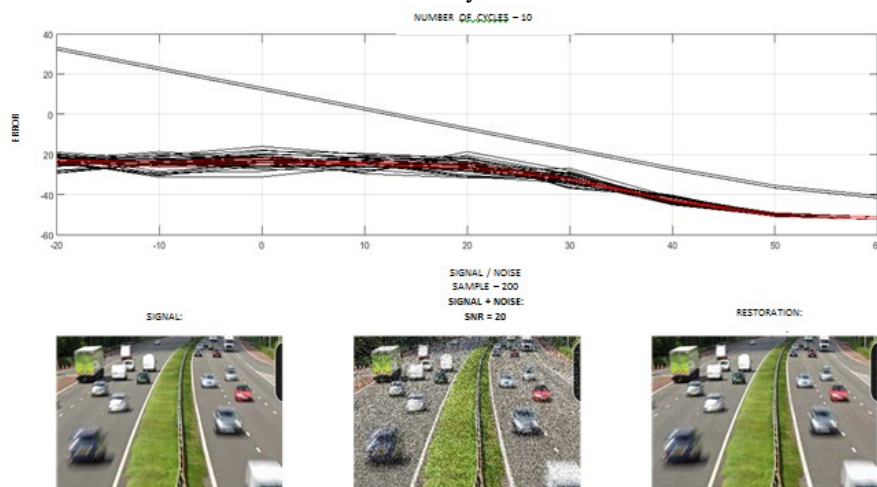 NUMBER OF CYCLES – 10
40
20
0
20
-40
-60
ERROR
-20
-10
0
10
20
30
40
50
SIGNAL / NOISE
SAMPLE – 200
SIGNAL + NOISE:
SNR = 20
SIGNAL:
RESTORATION: